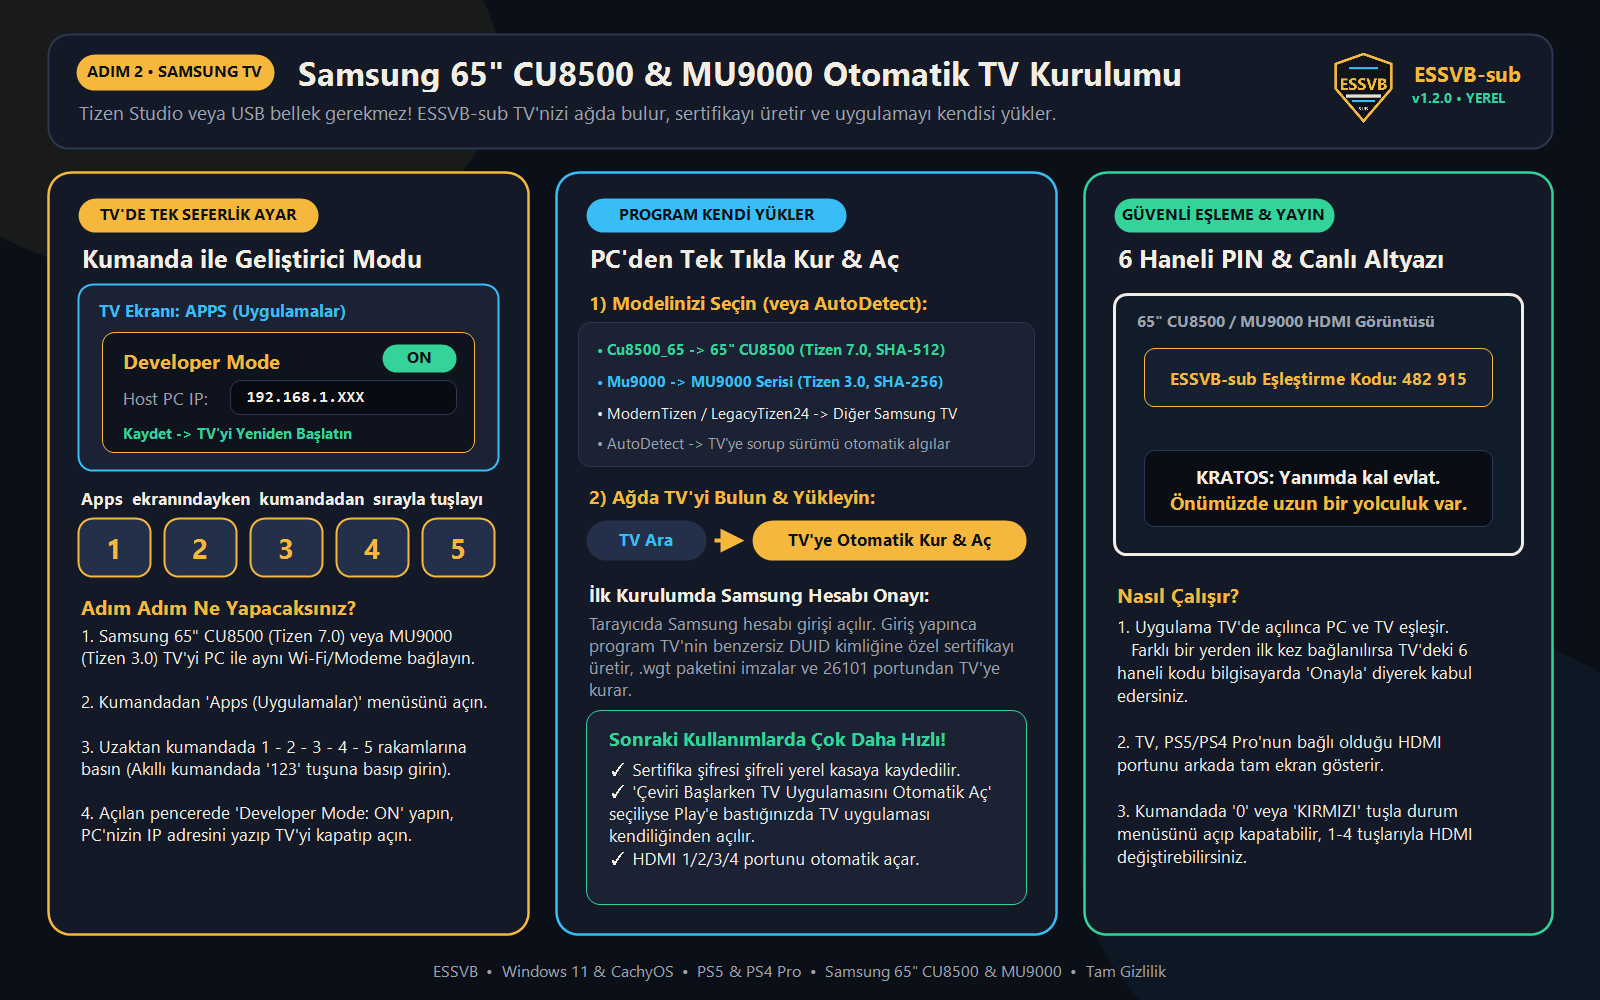 ADIM 2 • SAMSUNG TV
Samsung 65" CU8500 & MU9000 Otomatik TV Kurulumu
Tizen Studio veya USB bellek gerekmez! ESSVB-sub TV'nizi ağda bulur, sertifikayı üretir ve uygulamayı kendisi yükler.
ESSVB
SUB
ESSVB-sub
v1.2.0 • YEREL
TV'DE TEK SEFERLİK AYAR
Kumanda ile Geliştirici Modu
TV Ekranı: APPS (Uygulamalar)
Developer Mode
ON
Host PC IP:
192.168.1.XXX
Kaydet -> TV'yi Yeniden Başlatın
Apps ekranındayken kumandadan sırayla tuşlayı
1
2
3
4
5
Adım Adım Ne Yapacaksınız?
1. Samsung 65" CU8500 (Tizen 7.0) veya MU9000
(Tizen 3.0) TV'yi PC ile aynı Wi-Fi/Modeme bağlayın.
2. Kumandadan 'Apps (Uygulamalar)' menüsünü açın.
3. Uzaktan kumandada 1 - 2 - 3 - 4 - 5 rakamlarına
basın (Akıllı kumandada '123' tuşuna basıp girin).
4. Açılan pencerede 'Developer Mode: ON' yapın,
PC'nizin IP adresini yazıp TV'yi kapatıp açın.
PROGRAM KENDİ YÜKLER
PC'den Tek Tıkla Kur & Aç
1) Modelinizi Seçin (veya AutoDetect):
• Cu8500_65 -> 65" CU8500 (Tizen 7.0, SHA-512)
• Mu9000 -> MU9000 Serisi (Tizen 3.0, SHA-256)
• ModernTizen / LegacyTizen24 -> Diğer Samsung TV
• AutoDetect -> TV'ye sorup sürümü otomatik algılar
2) Ağda TV'yi Bulun & Yükleyin:
TV Ara
TV'ye Otomatik Kur & Aç
İlk Kurulumda Samsung Hesabı Onayı:
Tarayıcıda Samsung hesabı girişi açılır. Giriş yapınca
program TV'nin benzersiz DUID kimliğine özel sertifikayı
üretir, .wgt paketini imzalar ve 26101 portundan TV'ye
kurar.
Sonraki Kullanımlarda Çok Daha Hızlı!
✓ Sertifika şifresi şifreli yerel kasaya kaydedilir.
✓ 'Çeviri Başlarken TV Uygulamasını Otomatik Aç'
seçiliyse Play'e bastığınızda TV uygulaması
kendiliğinden açılır.
✓ HDMI 1/2/3/4 portunu otomatik açar.
GÜVENLİ EŞLEME & YAYIN
6 Haneli PIN & Canlı Altyazı
65" CU8500 / MU9000 HDMI Görüntüsü
ESSVB-sub Eşleştirme Kodu: 482 915
KRATOS: Yanımda kal evlat.
Önümüzde uzun bir yolculuk var.
Nasıl Çalışır?
1. Uygulama TV'de açılınca PC ve TV eşleşir.
Farklı bir yerden ilk kez bağlanılırsa TV'deki 6
haneli kodu bilgisayarda 'Onayla' diyerek kabul
edersiniz.
2. TV, PS5/PS4 Pro'nun bağlı olduğu HDMI
portunu arkada tam ekran gösterir.
3. Kumandada '0' veya 'KIRMIZI' tuşla durum
menüsünü açıp kapatabilir, 1-4 tuşlarıyla HDMI
değiştirebilirsiniz.
ESSVB • Windows 11 & CachyOS • PS5 & PS4 Pro • Samsung 65" CU8500 & MU9000 • Tam Gizlilik